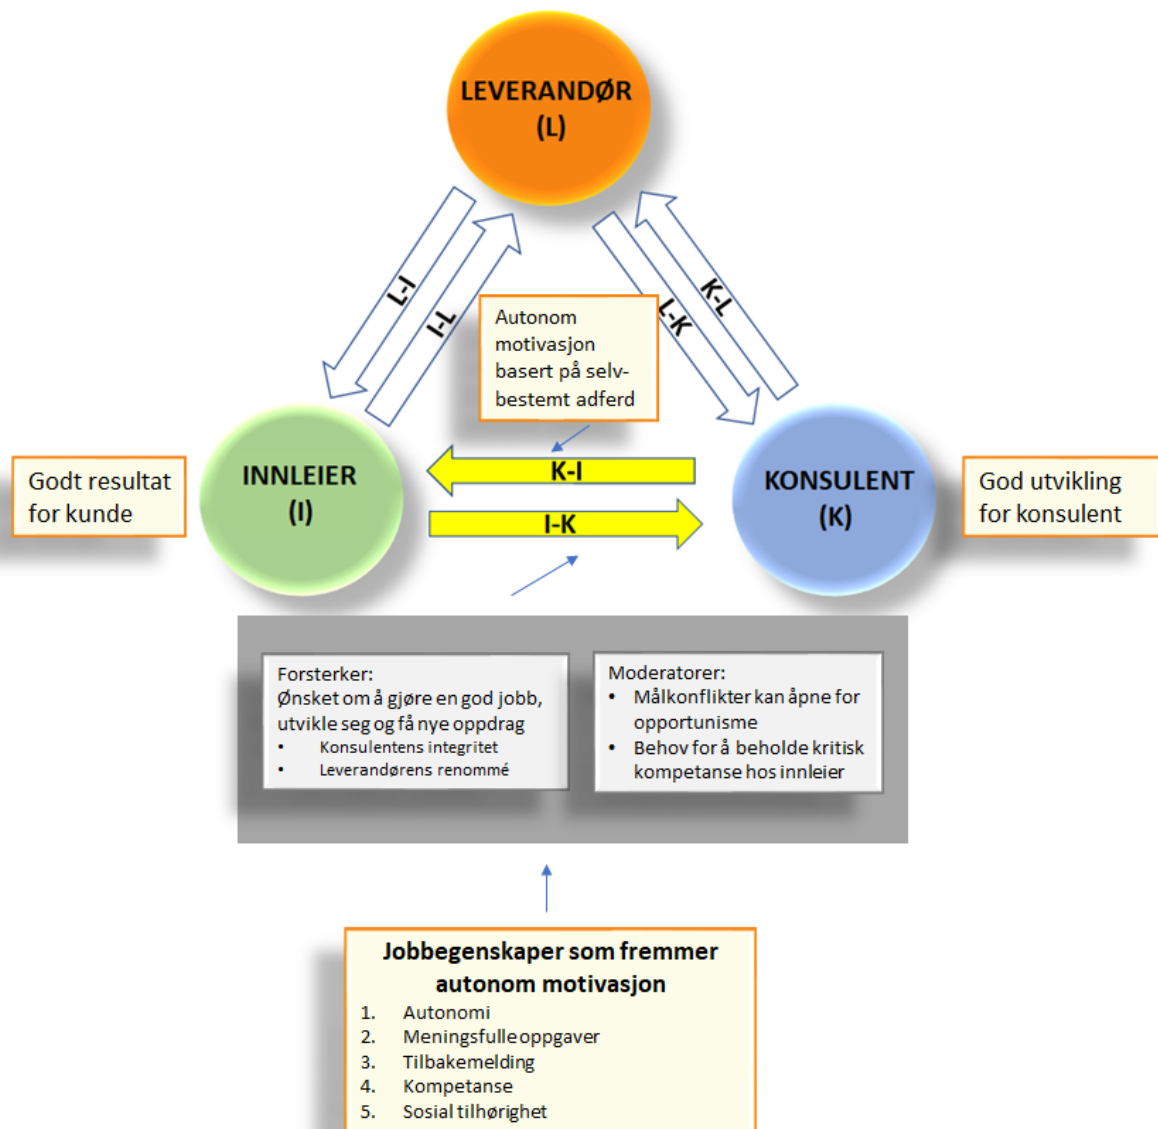 LEVERANDØR
(L)
L-I
I-L
L-K
K-L
Autonom
motivasjon
basert på selv-
bestemt adferd
Godt resultat
for kunde
INNLEIER
(I)
K-I
I-K
KONSULENT
(K)
God utvikling
for konsulent
Forsterker:
Ønsket om å gjøre en god jobb,
utvikle seg og få nye oppdrag
• Konsulentens integritet
• Leverandørens renommé
Moderatorer:
• Målkonflikter kan åpne for
opportunisme
• Behov for å beholde kritisk
kompetanse hos innleier
Jobbegenskaper som fremmer
autonom motivasjon
1. Autonomi
2. Meningsfulle oppgaver
3. Tilbakemelding
4. Kompetanse
5. Sosial tilhørighet